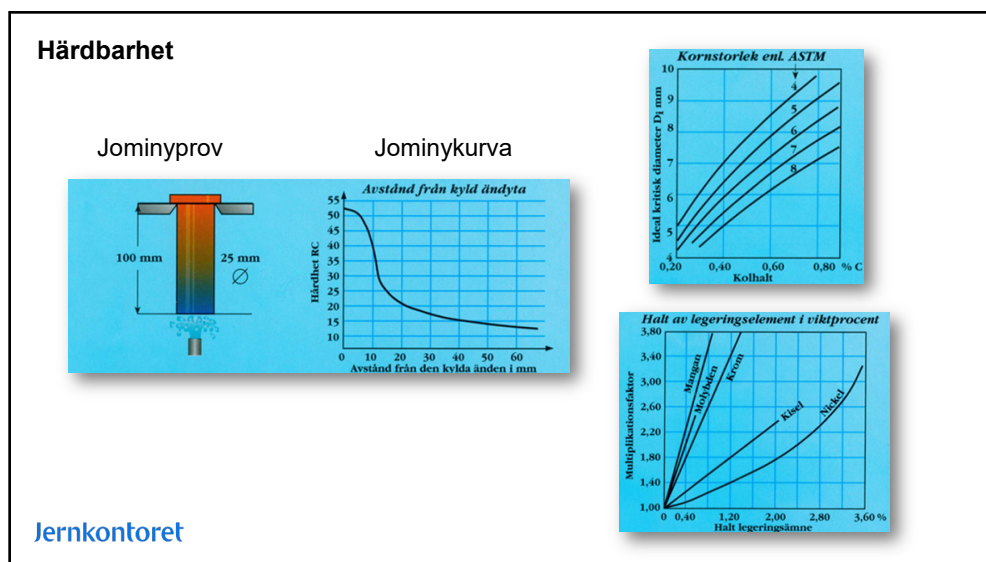 Härdbarhet
Jominyprov
Jominykurva
100 mm
25 mm
Ø
Avstånd från kyld ändyta
Hårdhet RC
55
50
45
40
35
30
25
20
15
10
0 10 20 30 40 50 60
Avstånd från den kylda änden i mm
Kornstorlek enl. ASTM
Ideal kritisk diameter Di mm
10
9
8
7
6
5
4
4
5
6
7
8
0,20 0,40 0,60 0,80 % C
Kolhalt
Halt av legeringselement i viktprocent
Multiplikationsfaktor
3,80
3,40
3,00
2,60
2,20
1,80
1,40
1,00
Mangan
Molybden
Krom
Kisel
Nickel
0 0,40 1,20 2,00 2,80 3,60 %
Halt legeringsämne
Jernkontoret